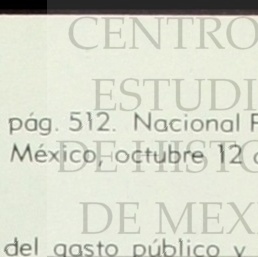 CENTRO
ESTUDI
pág. 512. Nacional F
México, octubre 12
DE HISTO
DE MEX
del gasto público y